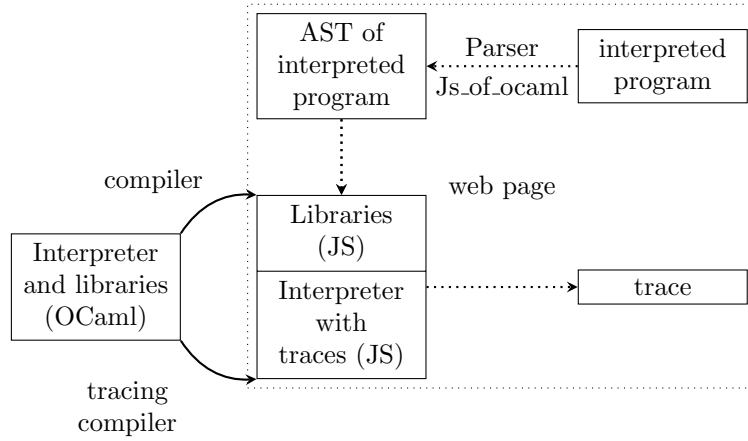 AST of
interpreted
program
Parser
Js_of_ocaml
interpreted
program
compiler
web page
Libraries
(JS)
Interpreter
and libraries
(OCaml)
Interpreter
with
traces (JS)
trace
tracing
compiler